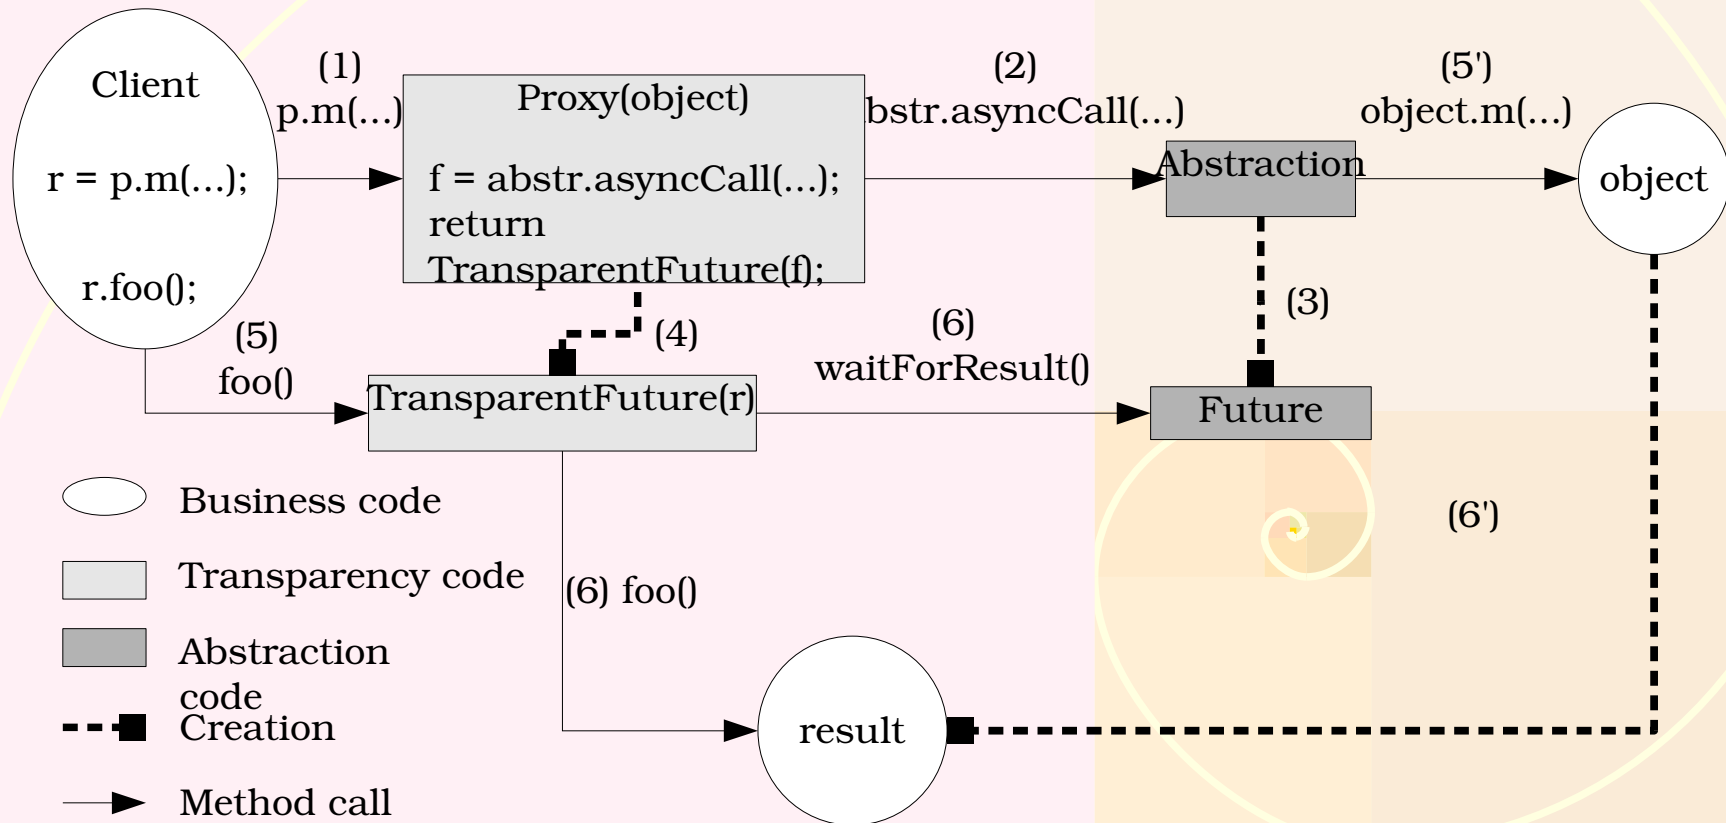 Client
r = p.m(...);
r.foo();
(1)
p.m(...)
Proxy(object)
f = abstr.asyncCall(...);
return
TransparentFuture(f);
(2)
bstr.asyncCall(...)
Abstraction
(5')
object.m(...)
object
(3)
(4)
(5)
foo()
TransparentFuture(r)
(6)
waitForResult()
Future
(6')
(6) foo()
result
Business code
Transparency code
Abstraction
code
Creation
Method call